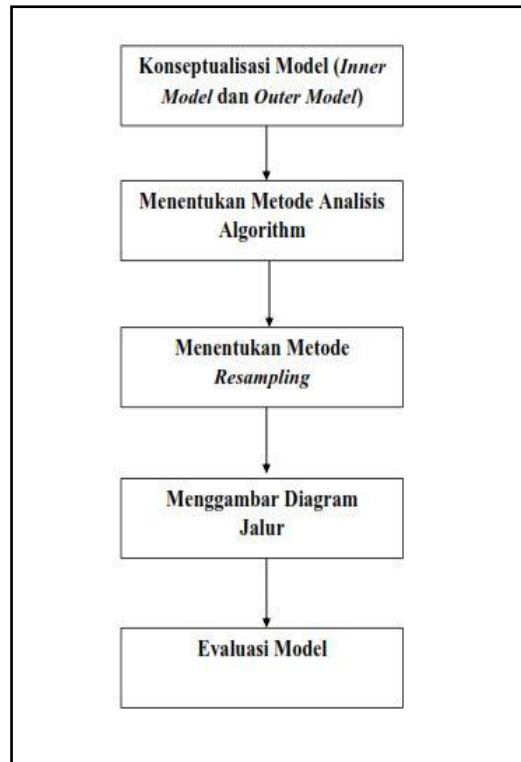 Konseptualisasi Model (Inner
Model dan Outer Model)
Menentukan Metode Analisis
Algorithm
Menentukan Metode
Resampling
Menggambar Diagram
Jalur
Evaluasi Model